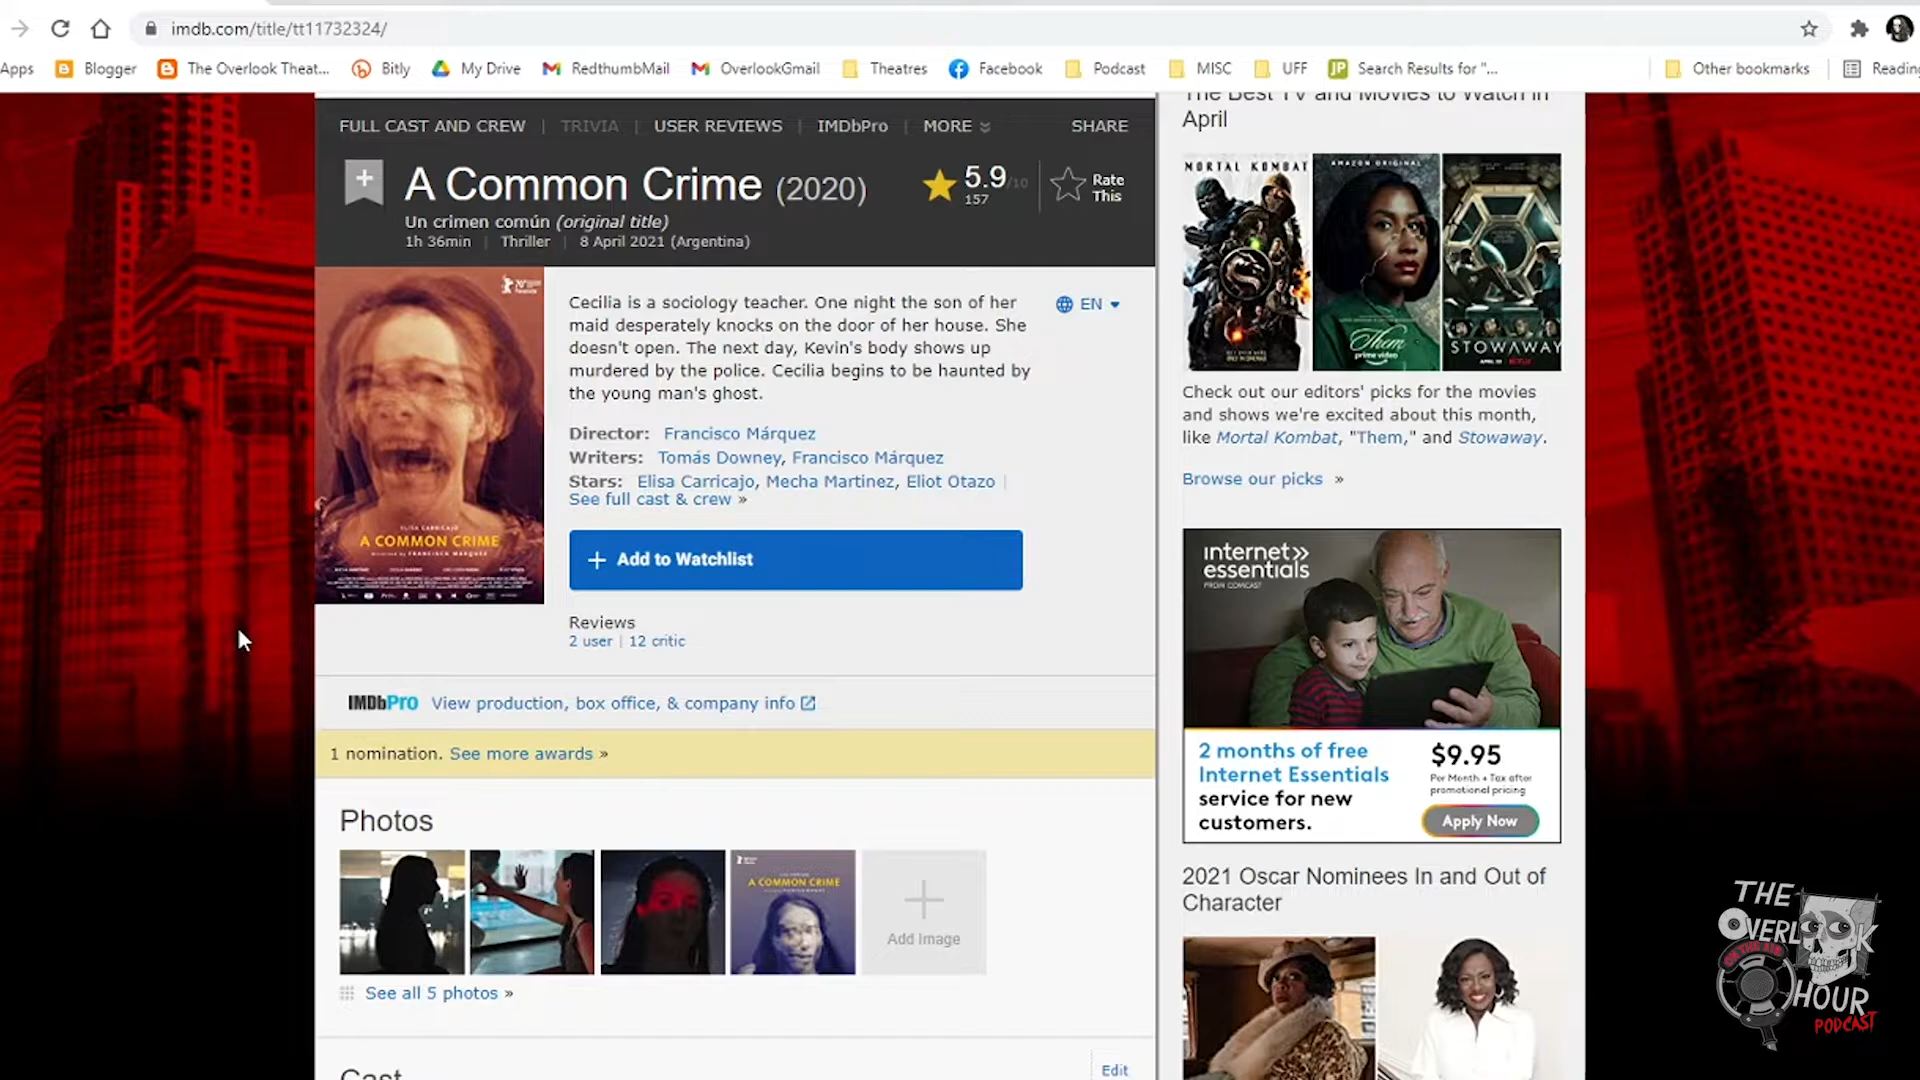 imdb.com/title/tt11732324/
Apps Blogger The Overlook Theat... Bitly My Drive RedthumbMail OverlookGmail Theatres Facebook Podcast MISC UFF JP Search Results for "... Other bookmarks Reading
FULL CAST AND CREW | TRIVIA | USER REVIEWS | IMDbPro | MORE SHARE
A Common Crime (2020)
5.9/10
157
Rate
This
Un crimen común (original title)
1h 36min | Thriller | 8 April 2021 (Argentina)
Cecilia is a sociology teacher. One night the son of her
maid desperately knocks on the door of her house. She
doesn't open. The next day, Kevin's body shows up
murdered by the police. Cecilia begins to be haunted by
the young man's ghost.
EN
Director: Francisco Márquez
Writers: Tomás Downey, Francisco Márquez
Stars: Elisa Carricajo, Mecha Martinez, Eliot Otazo |
See full cast & crew »
ELISA CARRICAJO
A COMMON CRIME
DIRECTED BY FRANCISCO MÁRQUEZ
+ Add to Watchlist
Reviews
2 user | 12 critic
IMDbPro View production, box office, & company info
1 nomination. See more awards »
Photos
A COMMON CRIME
Add Image
See all 5 photos »
Cast
Edit
The Best TV and Movies to Watch in
April
MORTAL KOMBAT
AMAZON ORIGINAL
Them
prime video
STOWAWAY
Check out our editors' picks for the movies
and shows we're excited about this month,
like Mortal Kombat, "Them," and Stowaway.
Browse our picks »
internet»
essentials
FROM COMCAST
2 months of free
Internet Essentials
service for new
customers.
$9.95
Per Month + Tax after
promotional pricing
Apply Now
2021 Oscar Nominees In and Out of
Character
THE
OVERLOOK
ON THE AIR
HOUR
PODCAST